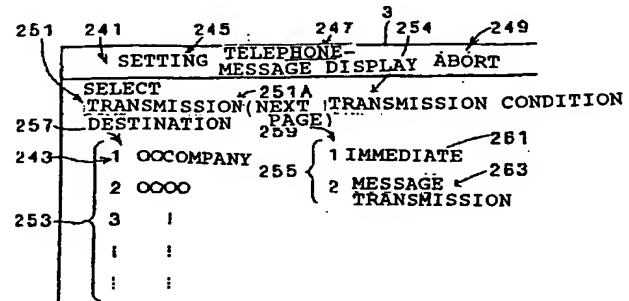 3
251 241 245 247 254 249
SETTING TELEPHONE-
MESSAGE DISPLAY ABORT
SELECT
TRANSMISSION (NEXT TRANSMISSION CONDITION
251A
257 DESTINATION PAGE) 259
243 1 OOCOMPANY 1 IMMEDIATE 261
255
2 OOOO 2 MESSAGE 263
TRANSMISSION
253 3